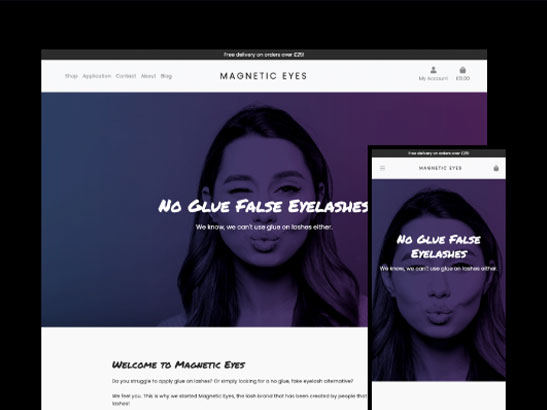 Free delivery on orders over £25!
Shop Application Contact About Blog
MAGNETIC EYES
My Account £0.00
No Glue False Eyelashes
We know, we can't use glue on lashes either.
Welcome to Magnetic Eyes
Do you struggle to apply glue on lashes? Or simply looking for a no glue, fake eyelash alternative?
We feel you. This is why we started Magnetic Eyes, the lash brand that has been created by people that
lashes!
Free delivery on orders over £25!
MAGNETIC EYES
No Glue False
Eyelashes
We know, we can't use glue on lashes either.